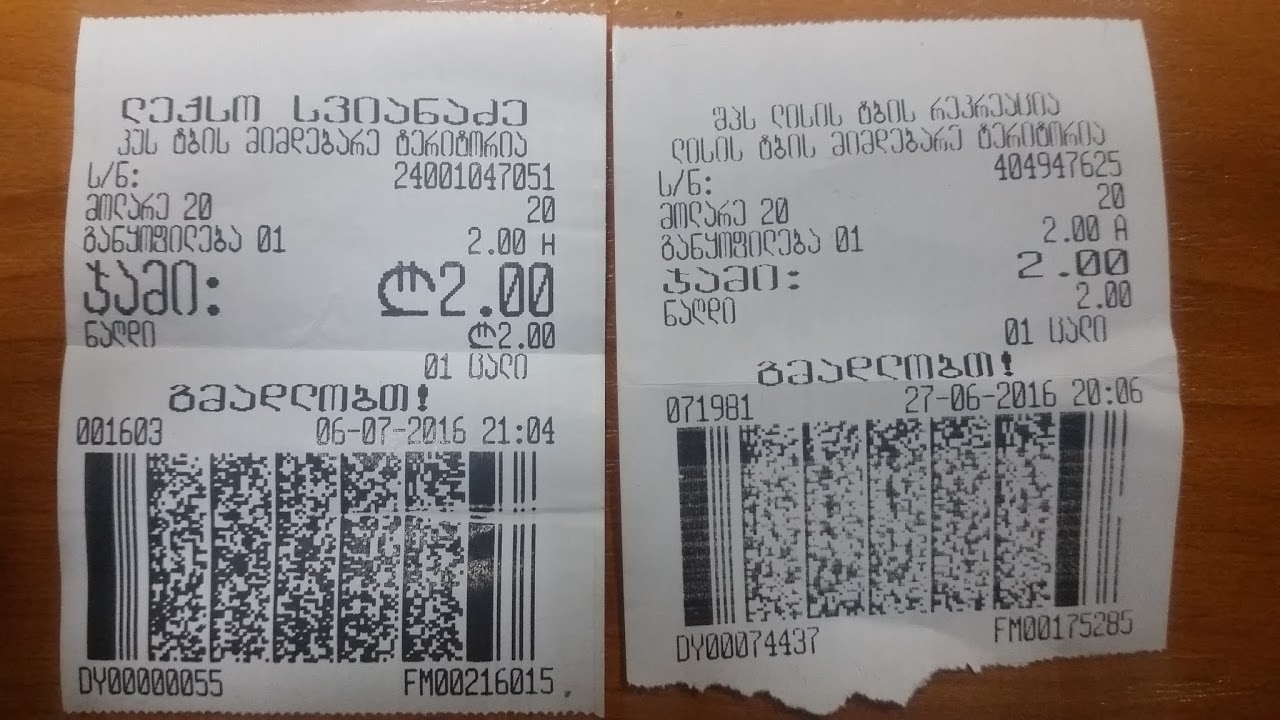 ლექსო სვიანაძე
კუს ტბის მიმდებარე ტერიტორია
ს/ნ: 24001047051
მოლარე 20 20
განყოფილება 01 2.00 H
ჯამი: ₾2.00
ნაღდი ₾2.00
01 ცალი
გმადლობთ!
001603 06-07-2016 21:04
DY00000055 FM00216015
შპს ლისის ტბის რეკრეაცია
ლისის ტბის მიმდებარე ტერიტორია
ს/ნ: 404947625
მოლარე 20 20
განყოფილება 01 2.00 A
ჯამი: 2.00
ნაღდი 2.00
01 ცალი
გმადლობთ!
071981 27-06-2016 20:06
DY00074437 FM00175285